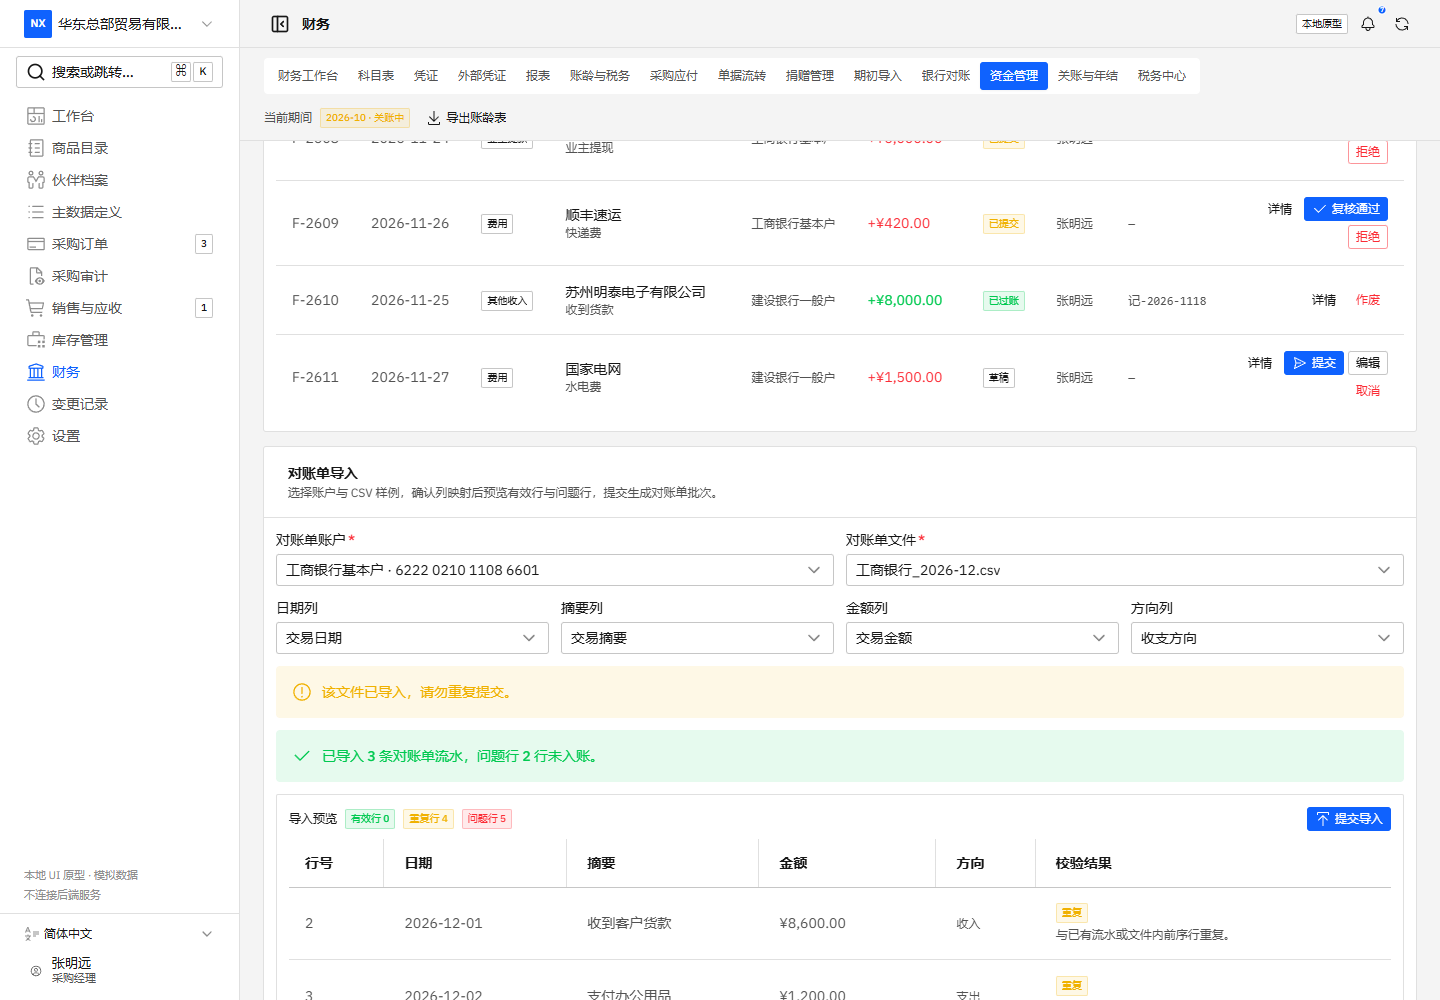 NX 华东总部贸易有限...
搜索或跳转... ⌘ K
工作台
商品目录
伙伴档案
主数据定义
采购订单 3
采购审计
销售与应收 1
库存管理
财务
变更记录
设置
本地 UI 原型 · 模拟数据
不连接后端服务
简体中文
张明远
采购经理
财务
本地原型
财务工作台 科目表 凭证 外部凭证 报表 账龄与税务 采购应付 单据流转 捐赠管理 期初导入 银行对账 资金管理 关账与年结 税务中心
当前期间 2026-10 · 关账中 导出账龄表
业主提现
拒绝
F-2609 2026-11-26 费用 顺丰速运 工商银行基本户 +¥420.00 已提交 张明远 – 详情 复核通过
快递费
拒绝
F-2610 2026-11-25 其他收入 苏州明泰电子有限公司 建设银行一般户 +¥8,000.00 已过账 张明远 记-2026-1118 详情 作废
收到货款
F-2611 2026-11-27 费用 国家电网 建设银行一般户 +¥1,500.00 草稿 张明远 – 详情 提交 编辑
水电费
取消
对账单导入
选择账户与 CSV 样例，确认列映射后预览有效行与问题行，提交生成对账单批次。
对账单账户* 对账单文件*
工商银行基本户 · 6222 0210 1108 6601 工商银行_2026-12.csv
日期列 摘要列 金额列 方向列
交易日期 交易摘要 交易金额 收支方向
该文件已导入，请勿重复提交。
已导入 3 条对账单流水，问题行 2 行未入账。
导入预览 有效行 0 重复行 4 问题行 5 提交导入
行号 日期 摘要 金额 方向 校验结果
2 2026-12-01 收到客户货款 ¥8,600.00 收入 重复
与已有流水或文件内前序行重复。
3 2026-12-02 支付办公用品 ¥1,200.00 支出 重复